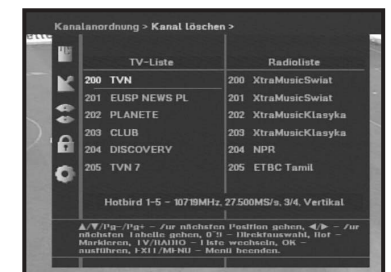 Kanalanordnung > Kanal löschen >
TV-Liste
Radioliste
200 TVN
200 XtraMusicSwiat
201 EUSP NEWS PL
201 XtraMusicSwiat
202 PLANETE
202 XtraMusicKlasyka
203 CLUB
203 XtraMusicKlasyka
204 DISCOVERY
204 NPR
205 TVN 7
205 ETBC Tamil
Hotbird 1-5 - 10719MHz, 27.500MS/s, 3/4, Vertikal
▲/▼/Pg-/Pg+ - Zur nächsten Position gehen, ◀/▶ - Zur
nächsten Tabelle gehen, 0~9 - Direktauswahl, Rot -
Markieren, TV/RADIO - Liste wechseln, OK -
ausführen, EXIT/MENU - Menü beenden.